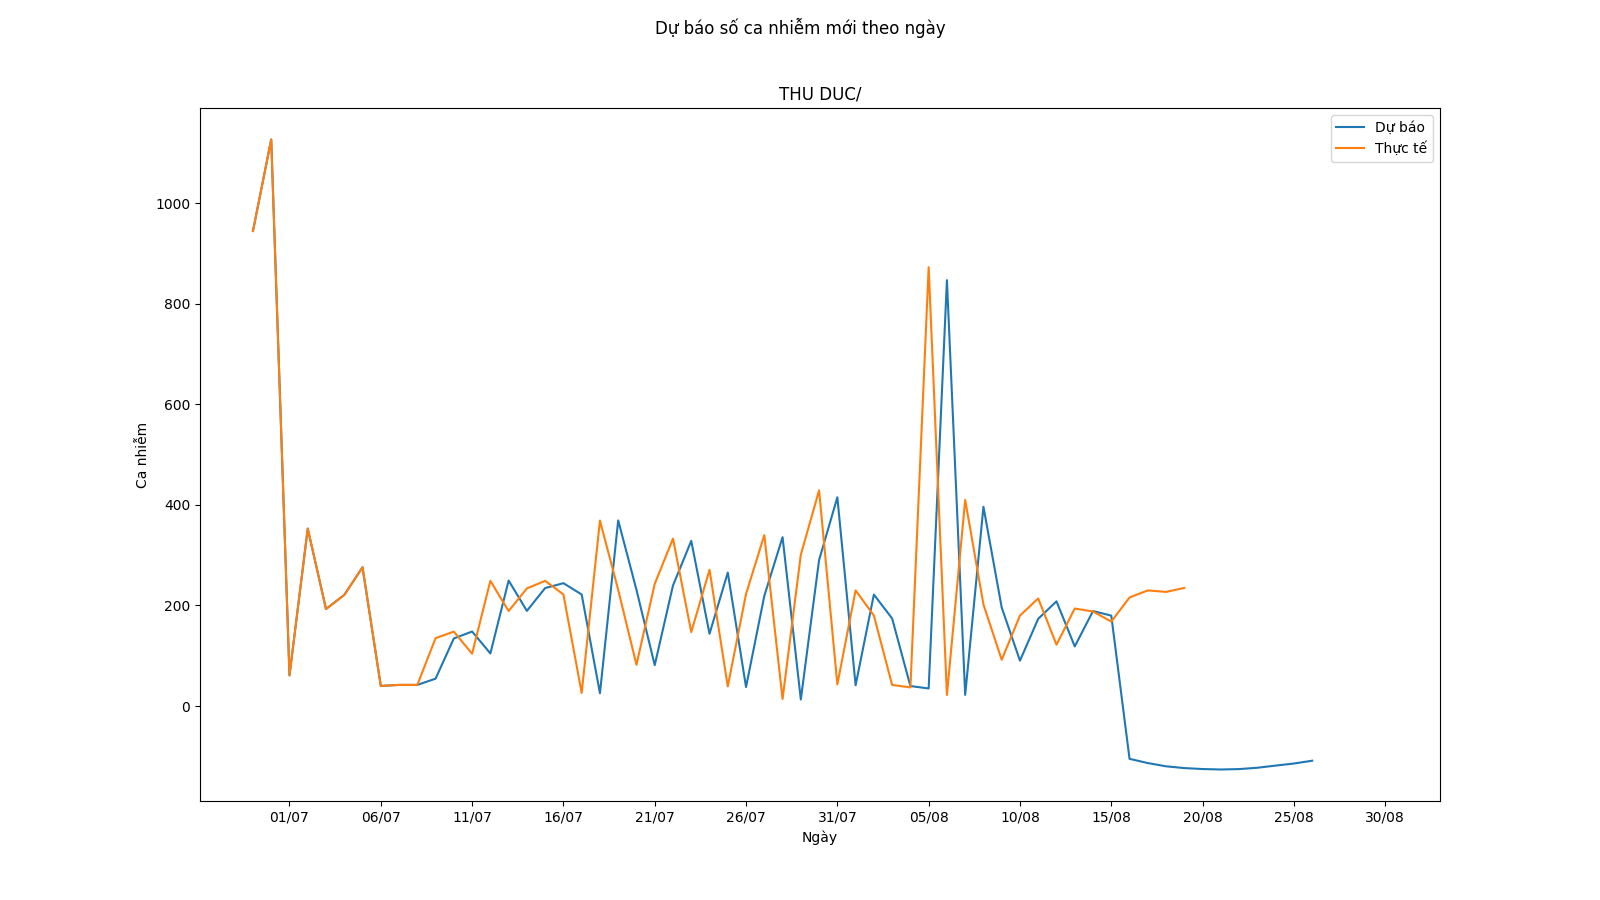 Dự báo số ca nhiễm mới theo ngày
THU DUC/
Dự báo
Thực tế
1000
800
600
400
200
0
Ca nhiễm
01/07 06/07 11/07 16/07 21/07 26/07 31/07 05/08 10/08 15/08 20/08 25/08 30/08
Ngày